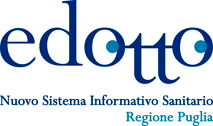 edotto
Nuovo Sistema Informativo Sanitario
Regione Puglia